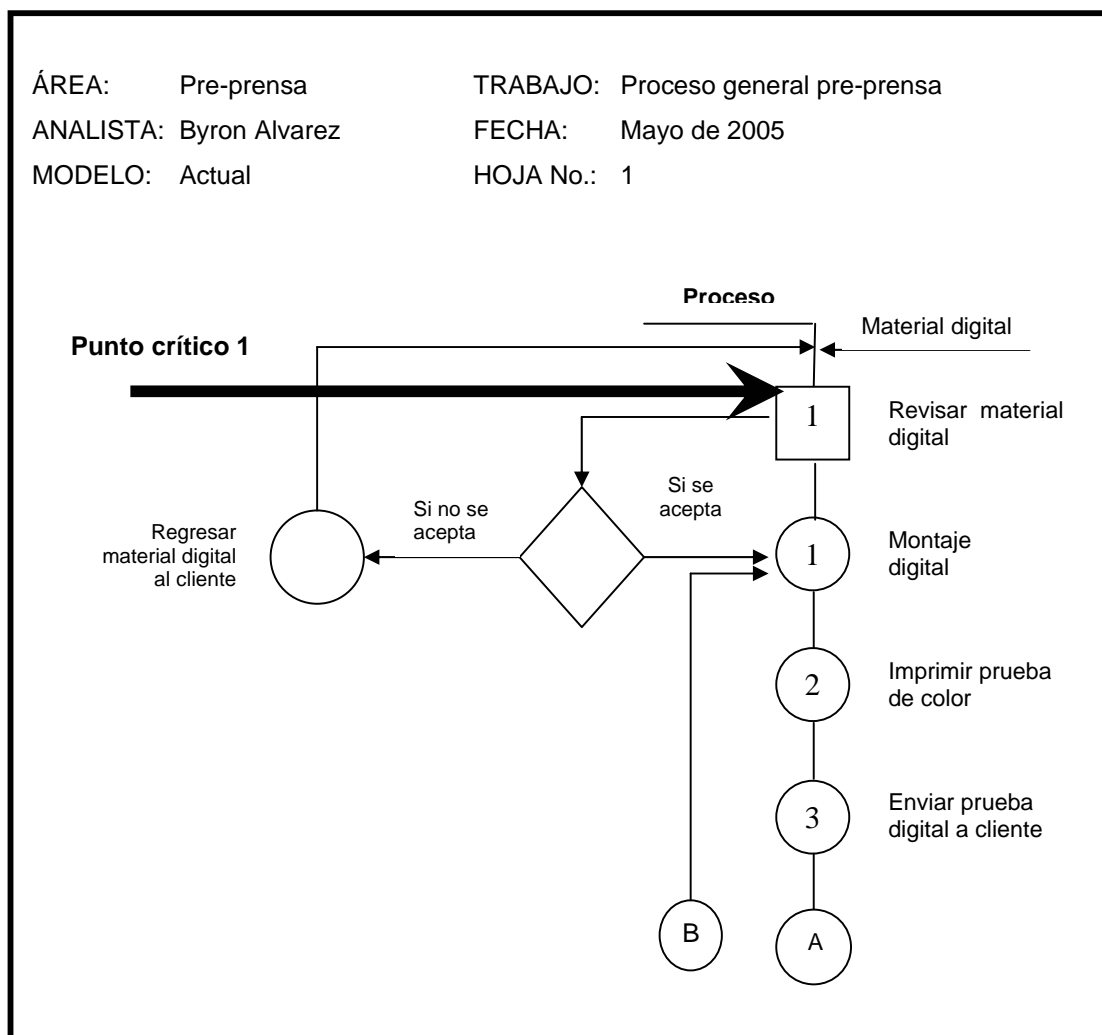 ÁREA: Pre-prensa TRABAJO: Proceso general pre-prensa
ANALISTA: Byron Alvarez FECHA: Mayo de 2005
MODELO: Actual HOJA No.: 1
Proceso
Material digital
Punto crítico 1
1
Revisar material
digital
Si no se
acepta
Si se
acepta
Regresar
material digital
al cliente
1
Montaje
digital
2
Imprimir prueba
de color
3
Enviar prueba
digital a cliente
B
A